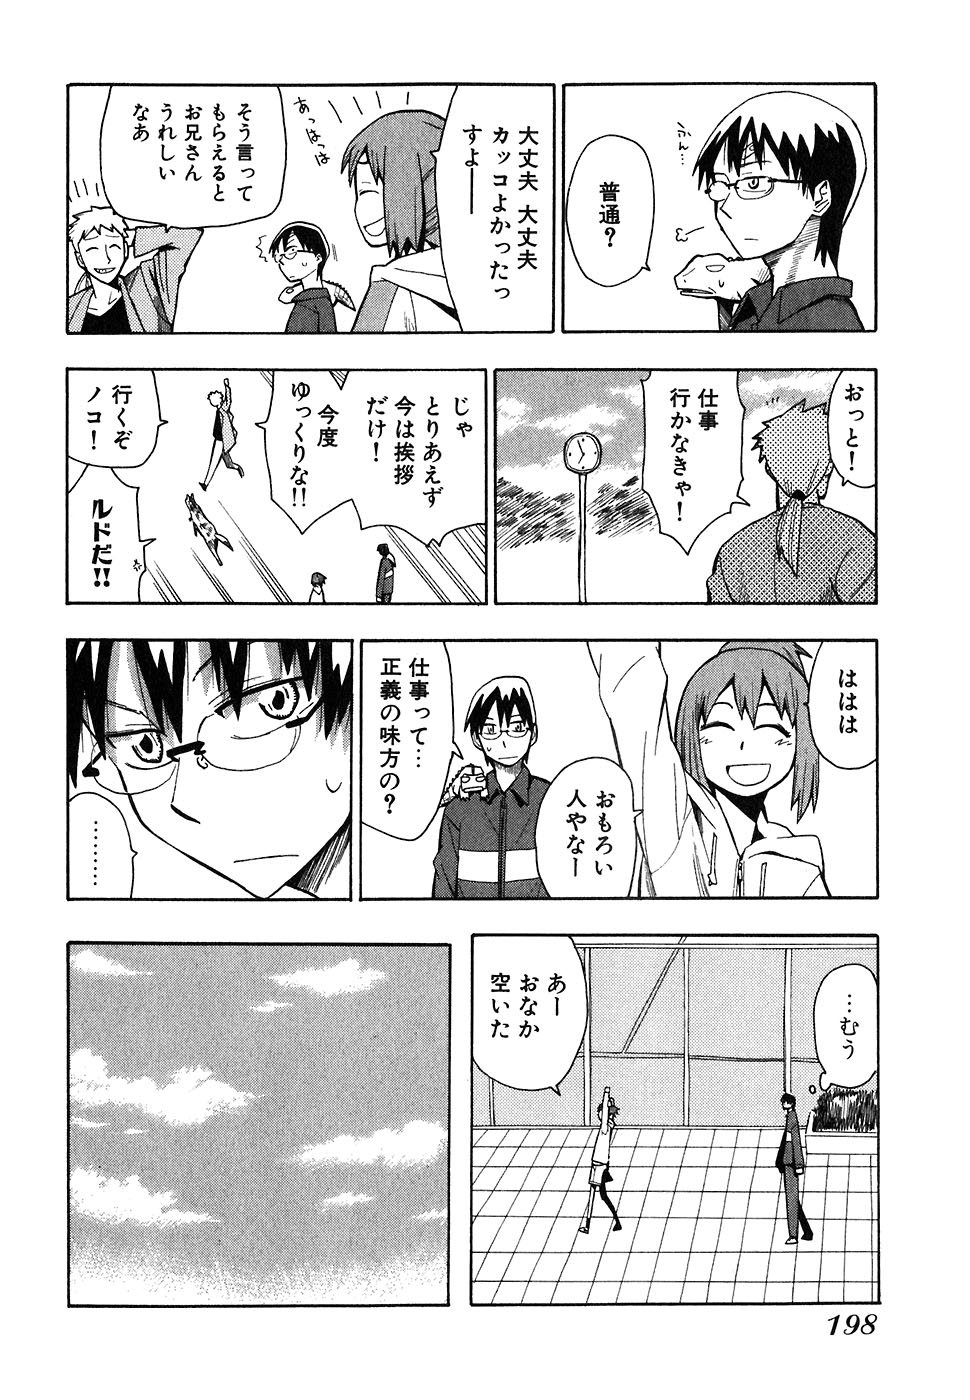 ふん…
普通？
大丈夫 大丈夫
カッコよかったっ
すよーー
あっはっはっは
そう言って
もらえると
お兄さん
うれしい
なあ
おっと！
仕事
行かなきゃ！
じゃ
とりあえず
今は挨拶
だけ！
今度
ゆっくりな!!
行くぞ
ノコ！
ルドだ!!
ははは
おもろい
人やなー
仕事って…
正義の味方の？
………
…むう
あー
おなか
空いた
198